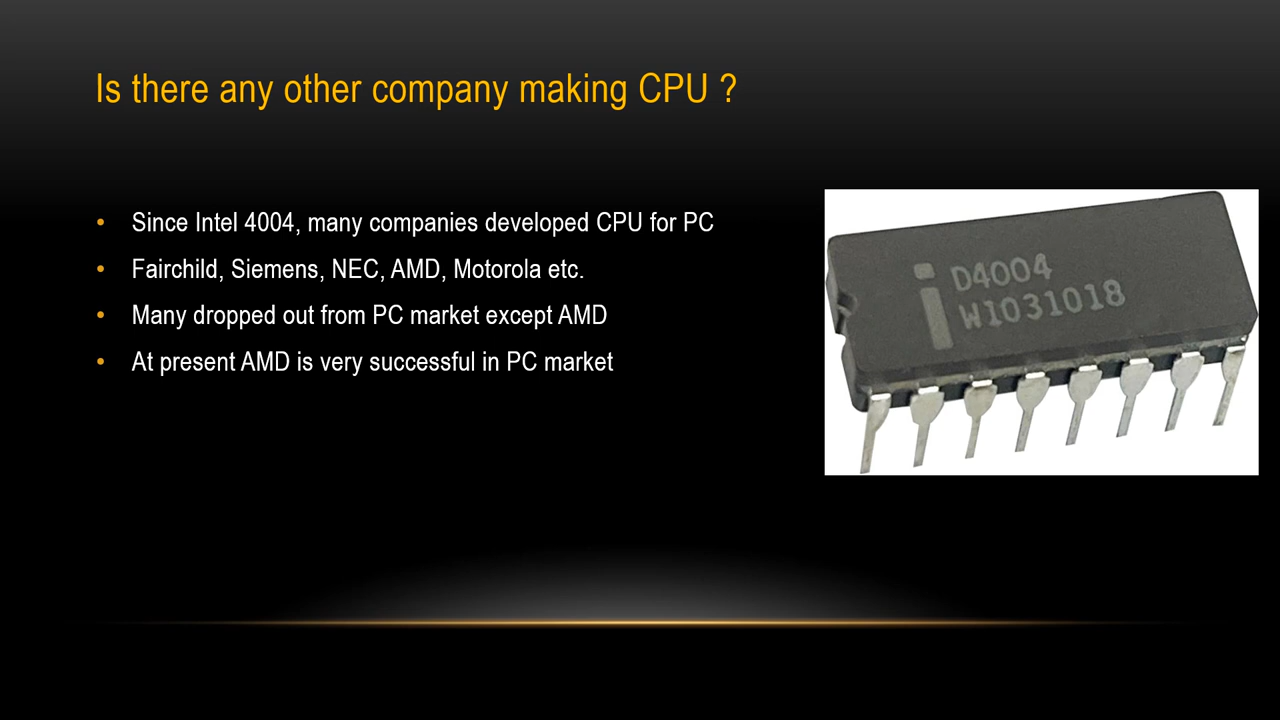 Is there any other company making CPU ?
• Since Intel 4004, many companies developed CPU for PC
• Fairchild, Siemens, NEC, AMD, Motorola etc.
• Many dropped out from PC market except AMD
• At present AMD is very successful in PC market
D4004
W1031018